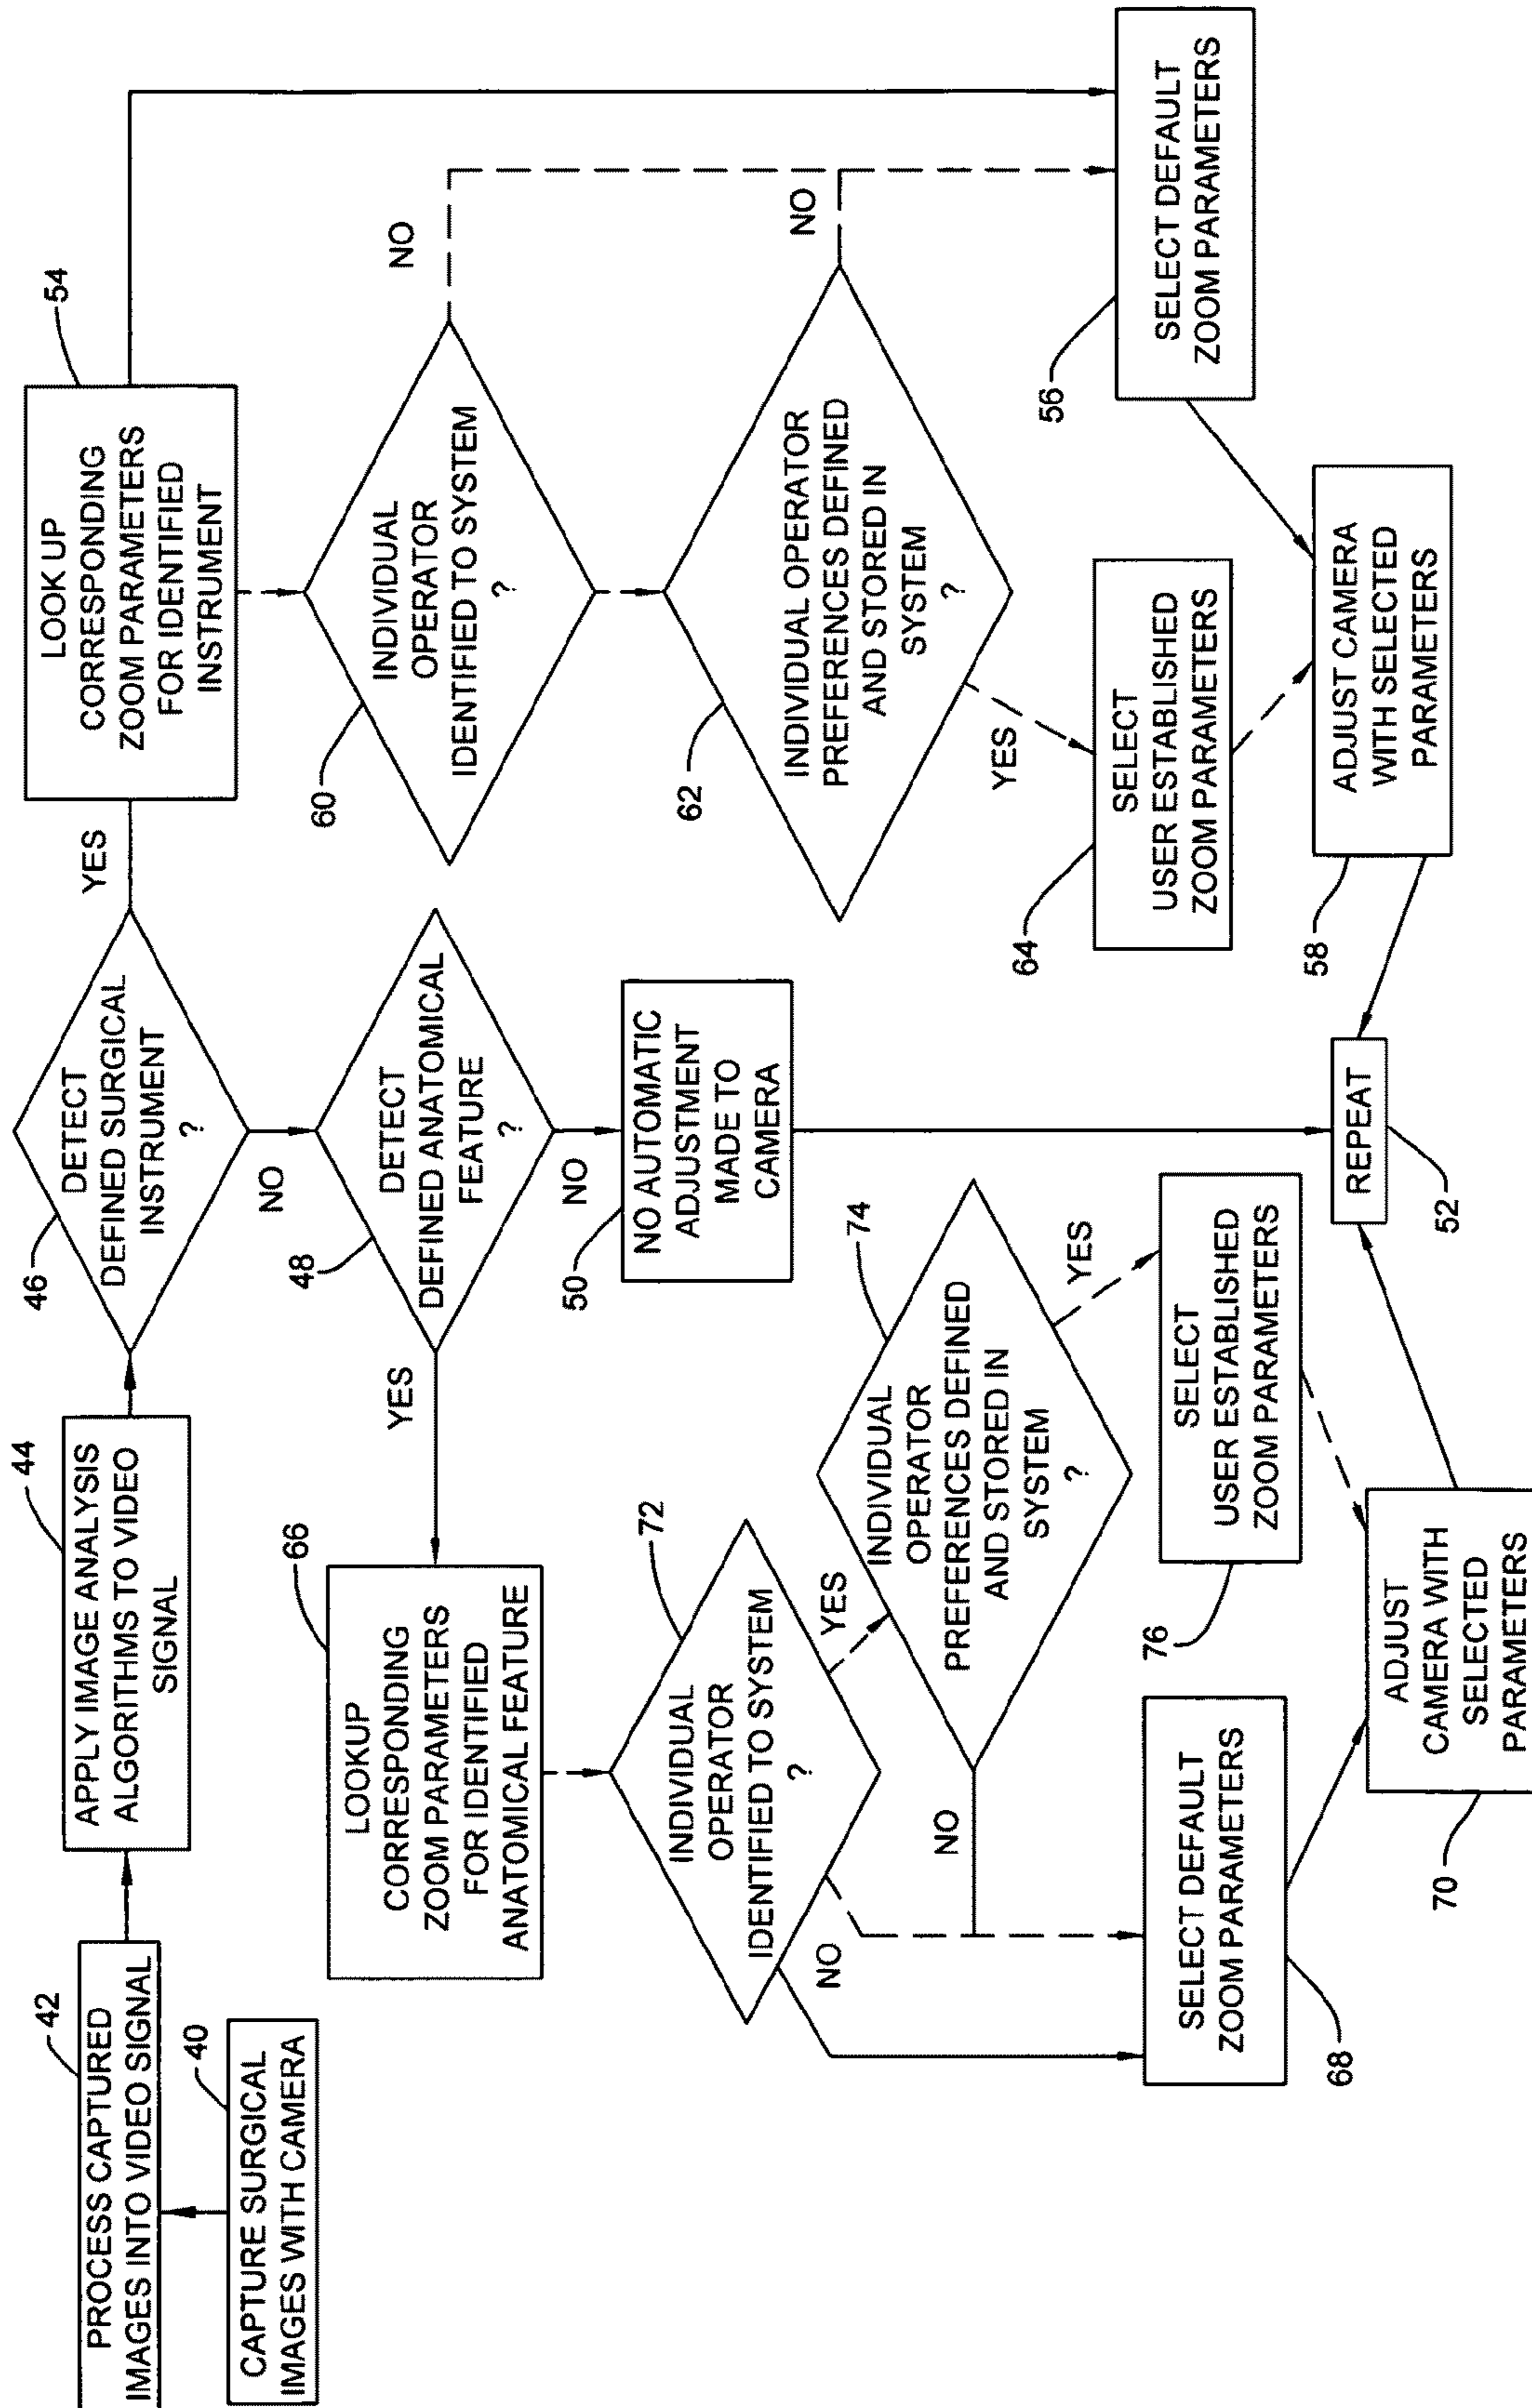 40
CAPTURE SURGICAL
IMAGES WITH CAMERA
42
PROCESS CAPTURED
IMAGES INTO VIDEO SIGNAL
44
APPLY IMAGE ANALYSIS
ALGORITHMS TO VIDEO
SIGNAL
46
DETECT
DEFINED SURGICAL
INSTRUMENT
?
YES
NO
54
LOOK UP
CORRESPONDING
ZOOM PARAMETERS
FOR IDENTIFIED
INSTRUMENT
48
DETECT
DEFINED ANATOMICAL
FEATURE
?
YES
NO
50
NO AUTOMATIC
ADJUSTMENT
MADE TO
CAMERA
60
INDIVIDUAL
OPERATOR
IDENTIFIED TO SYSTEM
?
NO
62
INDIVIDUAL OPERATOR
PREFERENCES DEFINED
AND STORED IN
SYSTEM
?
NO
YES
64
SELECT
USER ESTABLISHED
ZOOM PARAMETERS
56
SELECT DEFAULT
ZOOM PARAMETERS
58
ADJUST CAMERA
WITH SELECTED
PARAMETERS
66
LOOKUP
CORRESPONDING
ZOOM PARAMETERS
FOR IDENTIFIED
ANATOMICAL FEATURE
72
INDIVIDUAL
OPERATOR
IDENTIFIED TO SYSTEM
?
YES
NO
74
INDIVIDUAL
OPERATOR
PREFERENCES DEFINED
AND STORED IN
SYSTEM
?
YES
NO
76
SELECT
USER ESTABLISHED
ZOOM PARAMETERS
68
SELECT DEFAULT
ZOOM PARAMETERS
70
ADJUST
CAMERA WITH
SELECTED
PARAMETERS
REPEAT
52